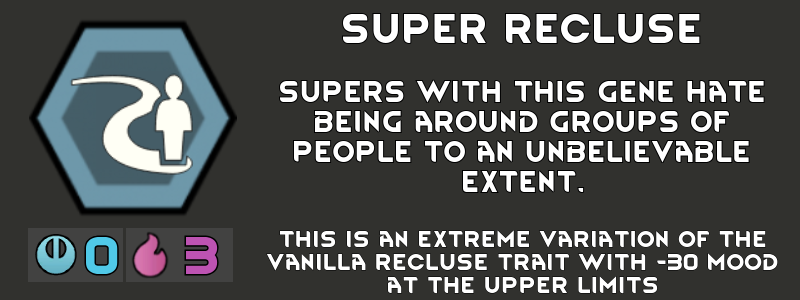 SUPER RECLUSE
SUPERS WITH THIS GENE HATE
BEING AROUND GROUPS OF
PEOPLE TO AN UNBELIEVABLE
EXTENT.
0 3
THIS IS AN EXTREME VARIATION OF THE
VANILLA RECLUSE TRAIT WITH -30 MOOD
AT THE UPPER LIMITS